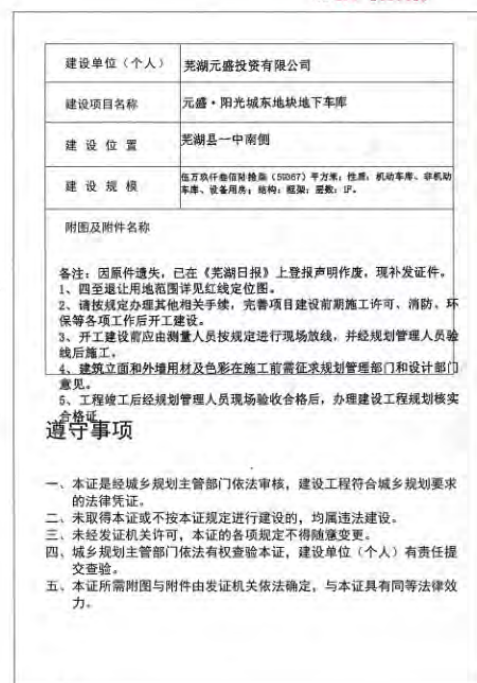 建设单位（个人） 芜湖元盛投资有限公司
建设项目名称 元盛·阳光城东地块地下车库
建设位置 芜湖县一中南侧
建设规模 伍万玖仟叁佰陆拾柒（59367）平方米；性质：机动车库、非机动
车库、设备用房；结构：框架；层数：1F。
附图及附件名称
备注：因原件遗失，已在《芜湖日报》上登报声明作废，现补发证件。
1、四至退让用地范围详见红线定位图。
2、请按规定办理其他相关手续，完善项目建设前期施工许可、消防、环
保等各项工作后开工建设。
3、开工建设前应由测量人员按规定进行现场放线，并经规划管理人员验
线后施工。
4、建筑立面和外墙用材及色彩在施工前需征求规划管理部门和设计部门
意见。
5、工程竣工后经规划管理人员现场验收合格后，办理建设工程规划核实
合格证。
遵守事项
一、本证是经城乡规划主管部门依法审核，建设工程符合城乡规划要求
的法律凭证。
二、未取得本证或不按本证规定进行建设的，均属违法建设。
三、未经发证机关许可，本证的各项规定不得随意变更。
四、城乡规划主管部门依法有权查验本证，建设单位（个人）有责任提
交查验。
五、本证所需附图与附件由发证机关依法确定，与本证具有同等法律效
力。